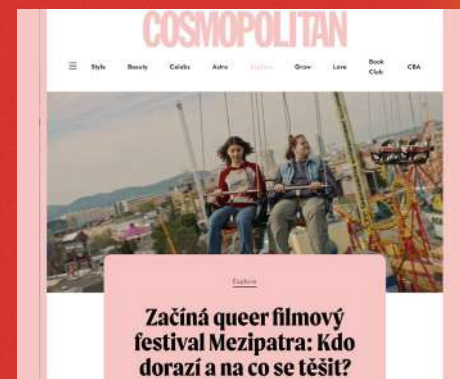 COSMOPOLITAN
Style Beauty Celebs Astro Explore Grow Love Book Club CBA
Explore
Začíná queer filmový
festival Mezipatra: Kdo
dorazí a na co se těšit?